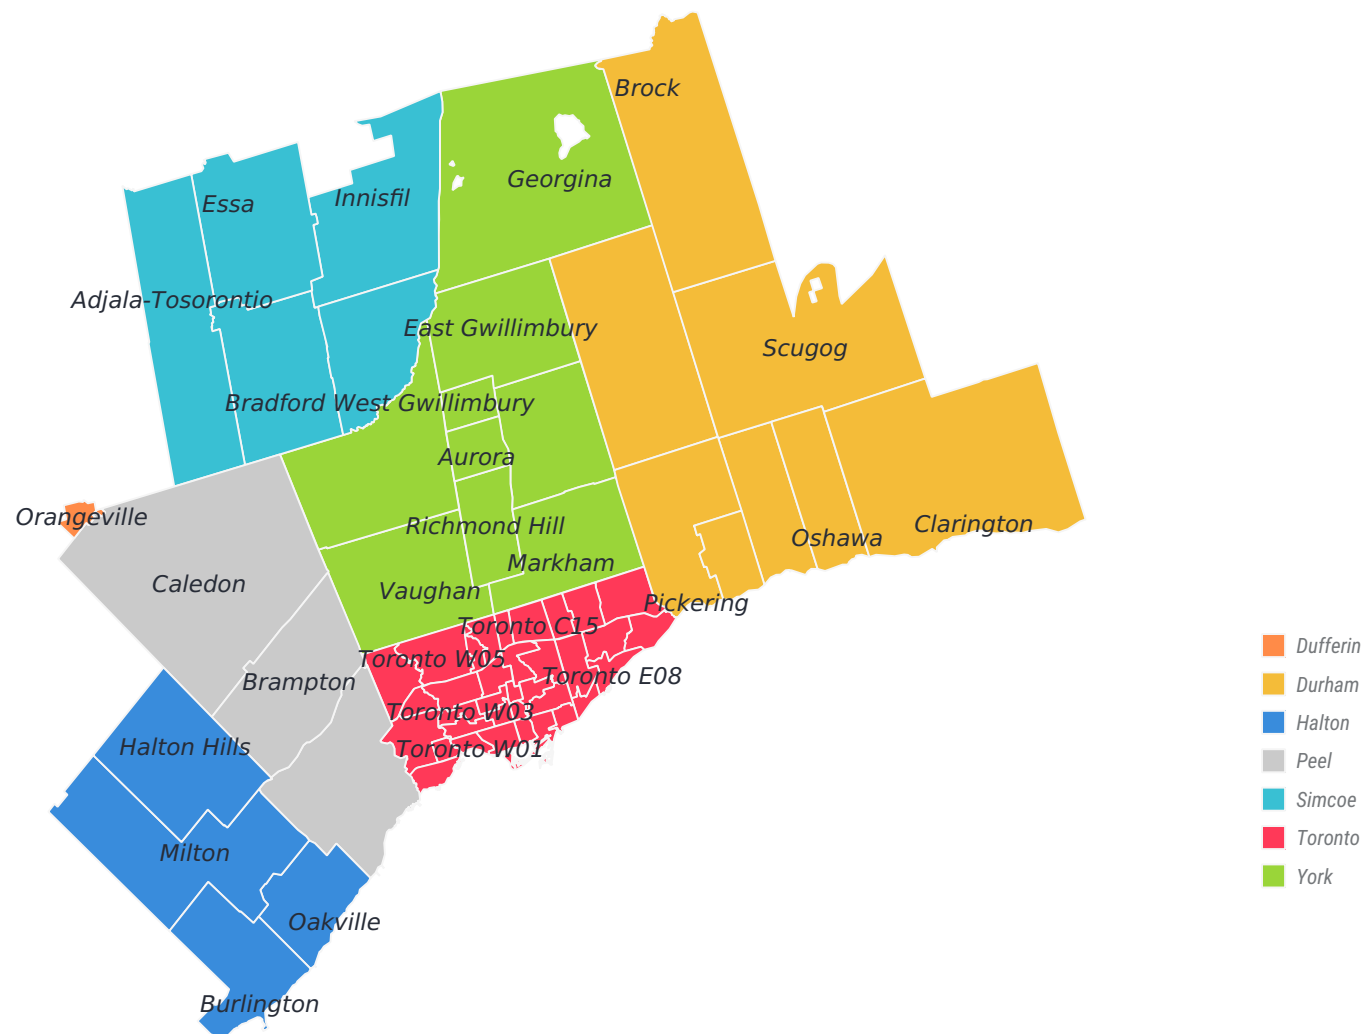 Brock
Georgina
Innisfil
Essa
Adjala-Tosorontio
East Gwillimbury
Scugog
Bradford West Gwillimbury
Aurora
Orangeville
Richmond Hill
Clarington
Oshawa
Markham
Caledon
Vaughan
Pickering
Toronto C15
Toronto W05
Toronto E08
Brampton
Toronto W03
Halton Hills
Toronto W01
Milton
Oakville
Burlington
Dufferin
Durham
Halton
Peel
Simcoe
Toronto
York